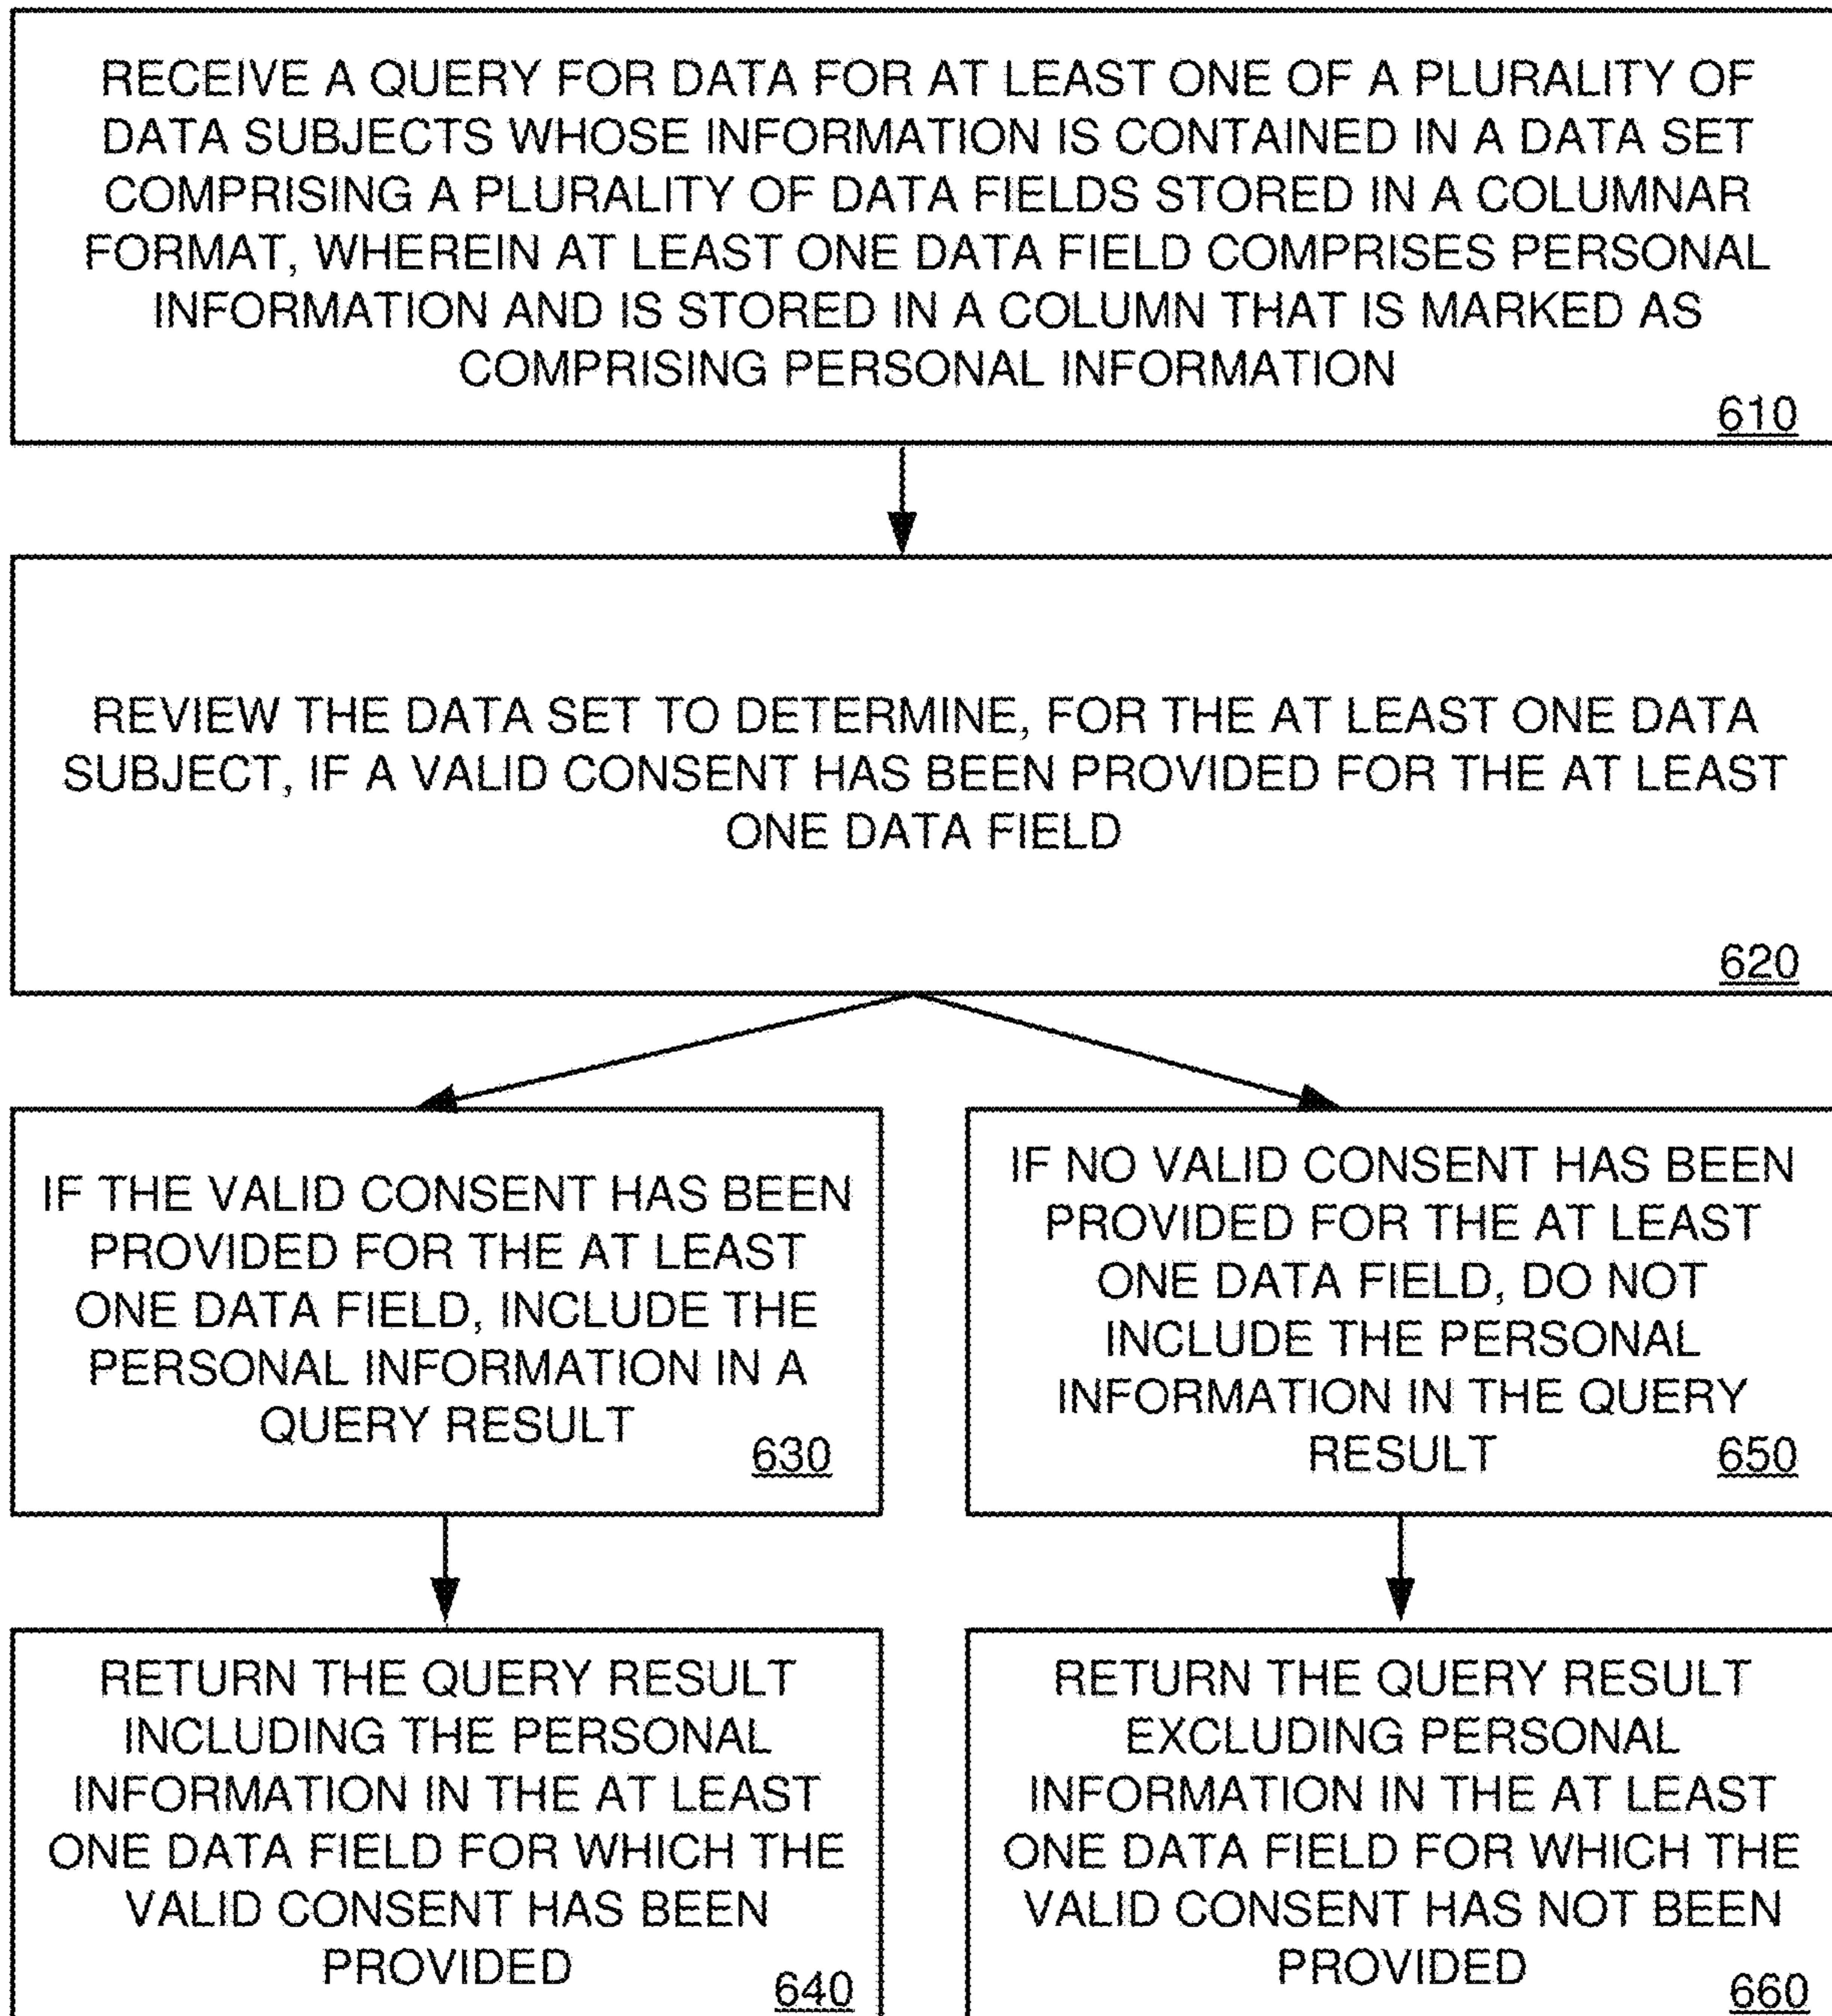 RECEIVE A QUERY FOR DATA FOR AT LEAST ONE OF A PLURALITY OF
DATA SUBJECTS WHOSE INFORMATION IS CONTAINED IN A DATA SET
COMPRISING A PLURALITY OF DATA FIELDS STORED IN A COLUMNAR
FORMAT, WHEREIN AT LEAST ONE DATA FIELD COMPRISES PERSONAL
INFORMATION AND IS STORED IN A COLUMN THAT IS MARKED AS
COMPRISING PERSONAL INFORMATION
610
REVIEW THE DATA SET TO DETERMINE, FOR THE AT LEAST ONE DATA
SUBJECT, IF A VALID CONSENT HAS BEEN PROVIDED FOR THE AT LEAST
ONE DATA FIELD
620
IF THE VALID CONSENT HAS BEEN
PROVIDED FOR THE AT LEAST
ONE DATA FIELD, INCLUDE THE
PERSONAL INFORMATION IN A
QUERY RESULT
630
IF NO VALID CONSENT HAS BEEN
PROVIDED FOR THE AT LEAST
ONE DATA FIELD, DO NOT
INCLUDE THE PERSONAL
INFORMATION IN THE QUERY
RESULT
650
RETURN THE QUERY RESULT
INCLUDING THE PERSONAL
INFORMATION IN THE AT LEAST
ONE DATA FIELD FOR WHICH THE
VALID CONSENT HAS BEEN
PROVIDED
640
RETURN THE QUERY RESULT
EXCLUDING PERSONAL
INFORMATION IN THE AT LEAST
ONE DATA FIELD FOR WHICH THE
VALID CONSENT HAS NOT BEEN
PROVIDED
660